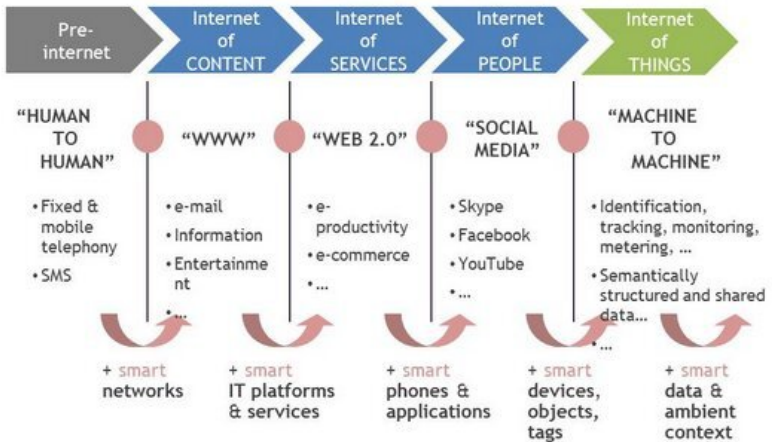 Pre-
internet
Internet
of
CONTENT
Internet
of
SERVICES
Internet
of
PEOPLE
Internet
of
THINGS
“HUMAN
TO
HUMAN”
“WWW”
“WEB 2.0”
“SOCIAL
MEDIA”
“MACHINE
TO
MACHINE”
• Fixed &
mobile
telephony
• SMS
• e-mail
• Information
• Entertainme
nt
• ...
• e-
productivity
• e-commerce
• ...
• Skype
• Facebook
• YouTube
• ...
• Identification,
tracking, monitoring,
metering, ...
• Semantically
structured and shared
data...
• ...
+ smart
networks
+ smart
IT platforms
& services
+ smart
phones &
applications
+ smart
devices,
objects,
tags
+ smart
data &
ambient
context